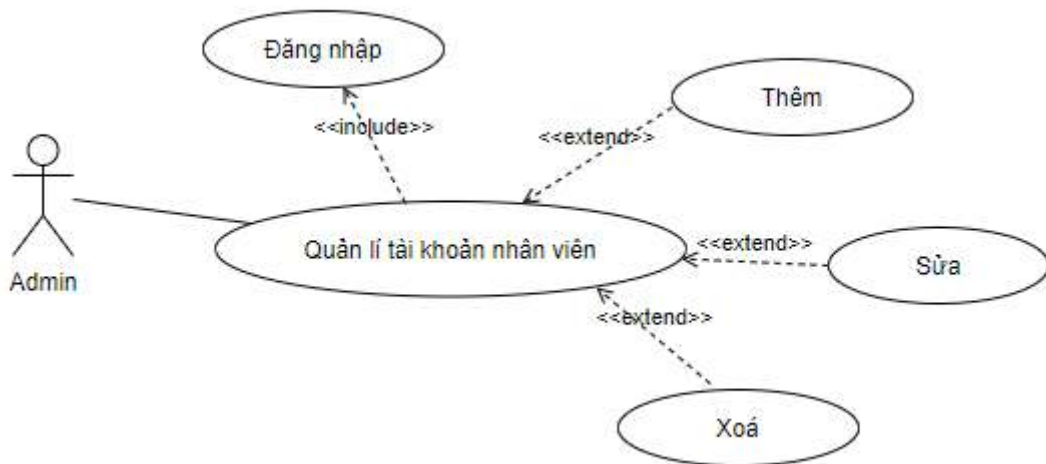 Đăng nhập
Thêm
<<include>>
<<extend>>
Quản lí tài khoản nhân viên
<<extend>>
Sửa
Admin
<<extend>>
Xoá